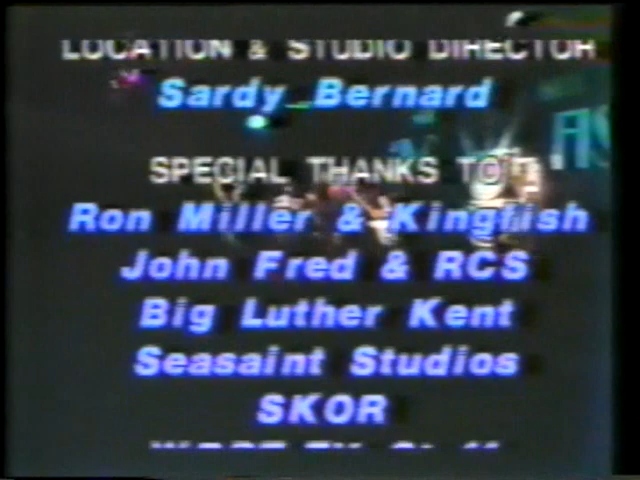 LOCATION & STUDIO DIRECTOR
Sardy Bernard
SPECIAL THANKS TO:
Ron Miller & Kingfish
John Fred & RCS
Big Luther Kent
Seasaint Studios
SKOR